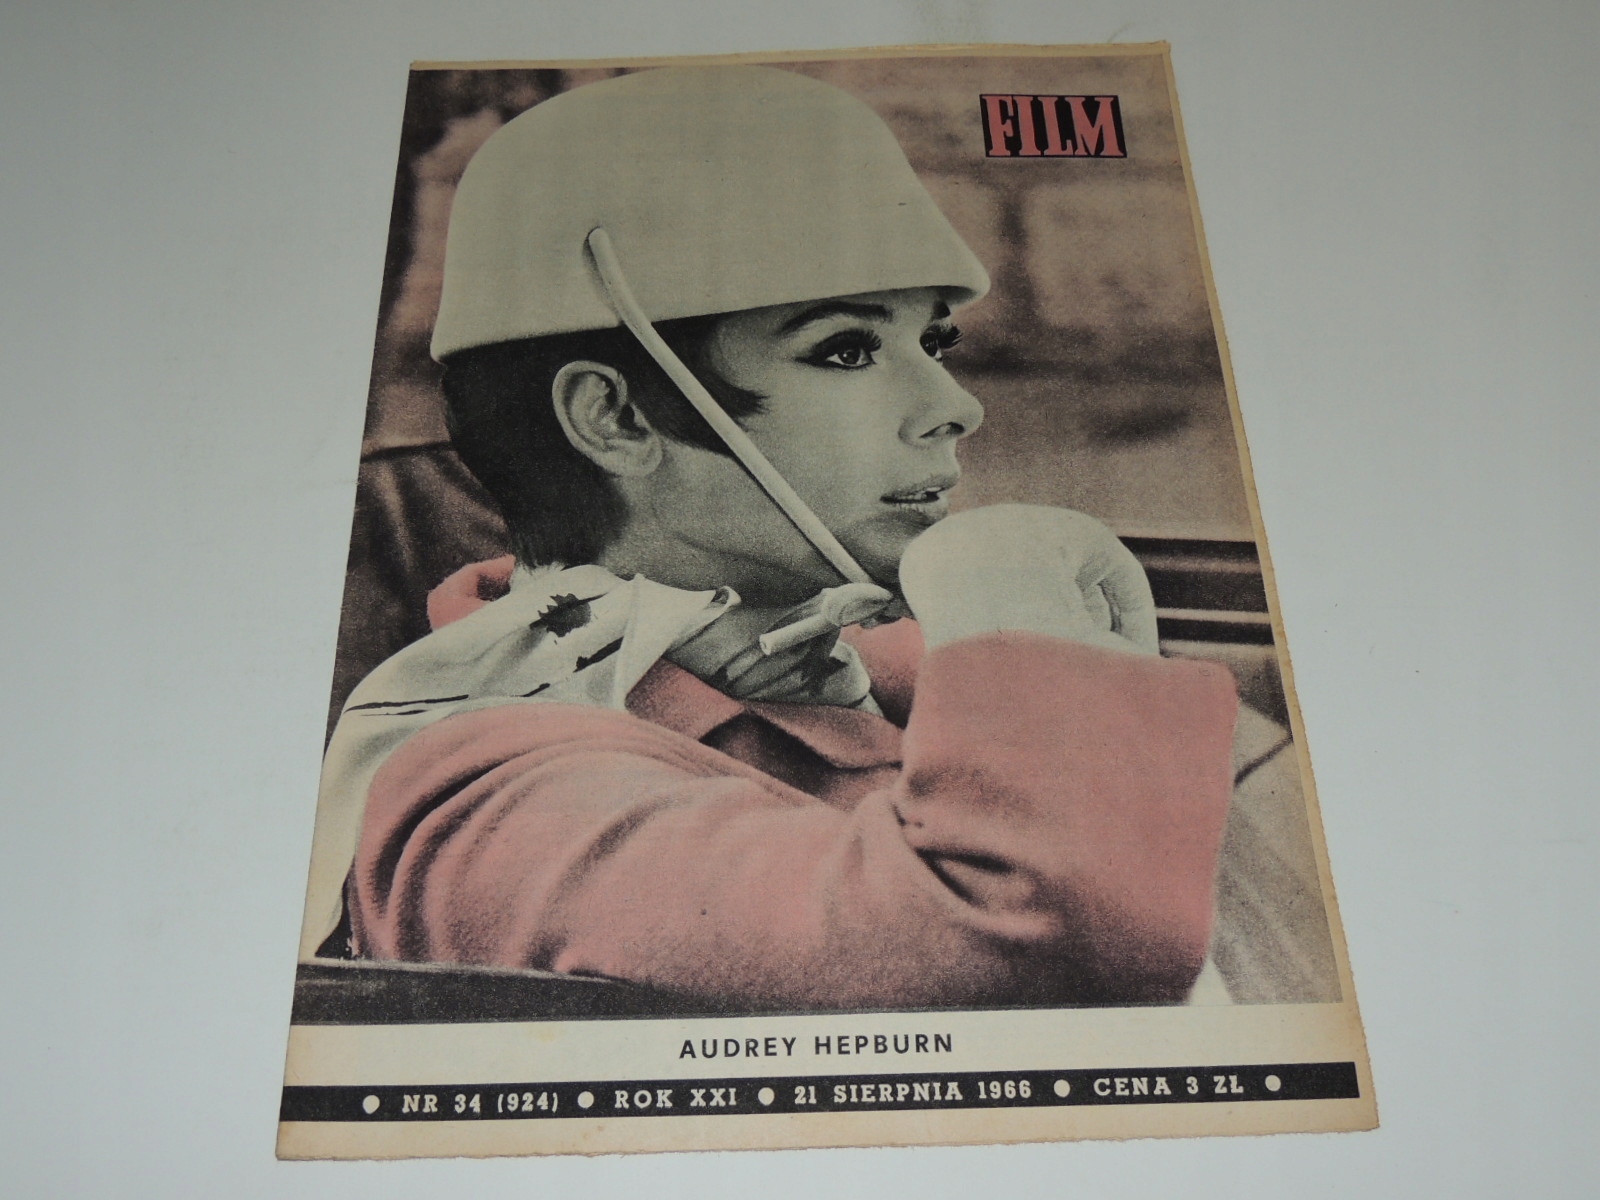 FILM
AUDREY HEPBURN
● NR 34 (924) ● ROK XXI ● 21 SIERPNIA 1966 ● CENA 3 ZŁ ●